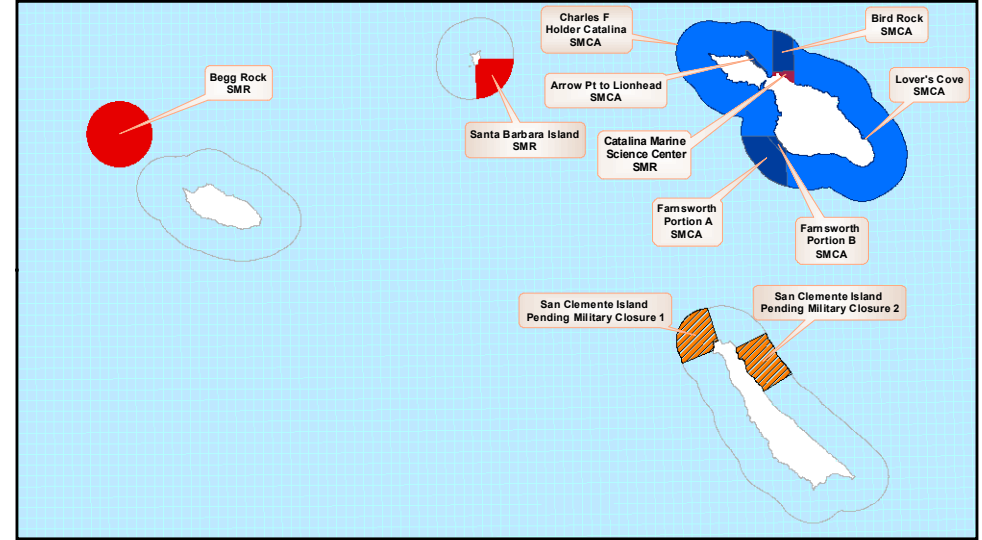 Charles F
Holder Catalina
SMCA
Bird Rock
SMCA
Begg Rock
SMR
Arrow Pt to Lionhead
SMCA
Lover's Cove
SMCA
Santa Barbara Island
SMR
Catalina Marine
Science Center
SMR
Farnsworth
Portion A
SMCA
Farnsworth
Portion B
SMCA
San Clemente Island
Pending Military Closure 1
San Clemente Island
Pending Military Closure 2